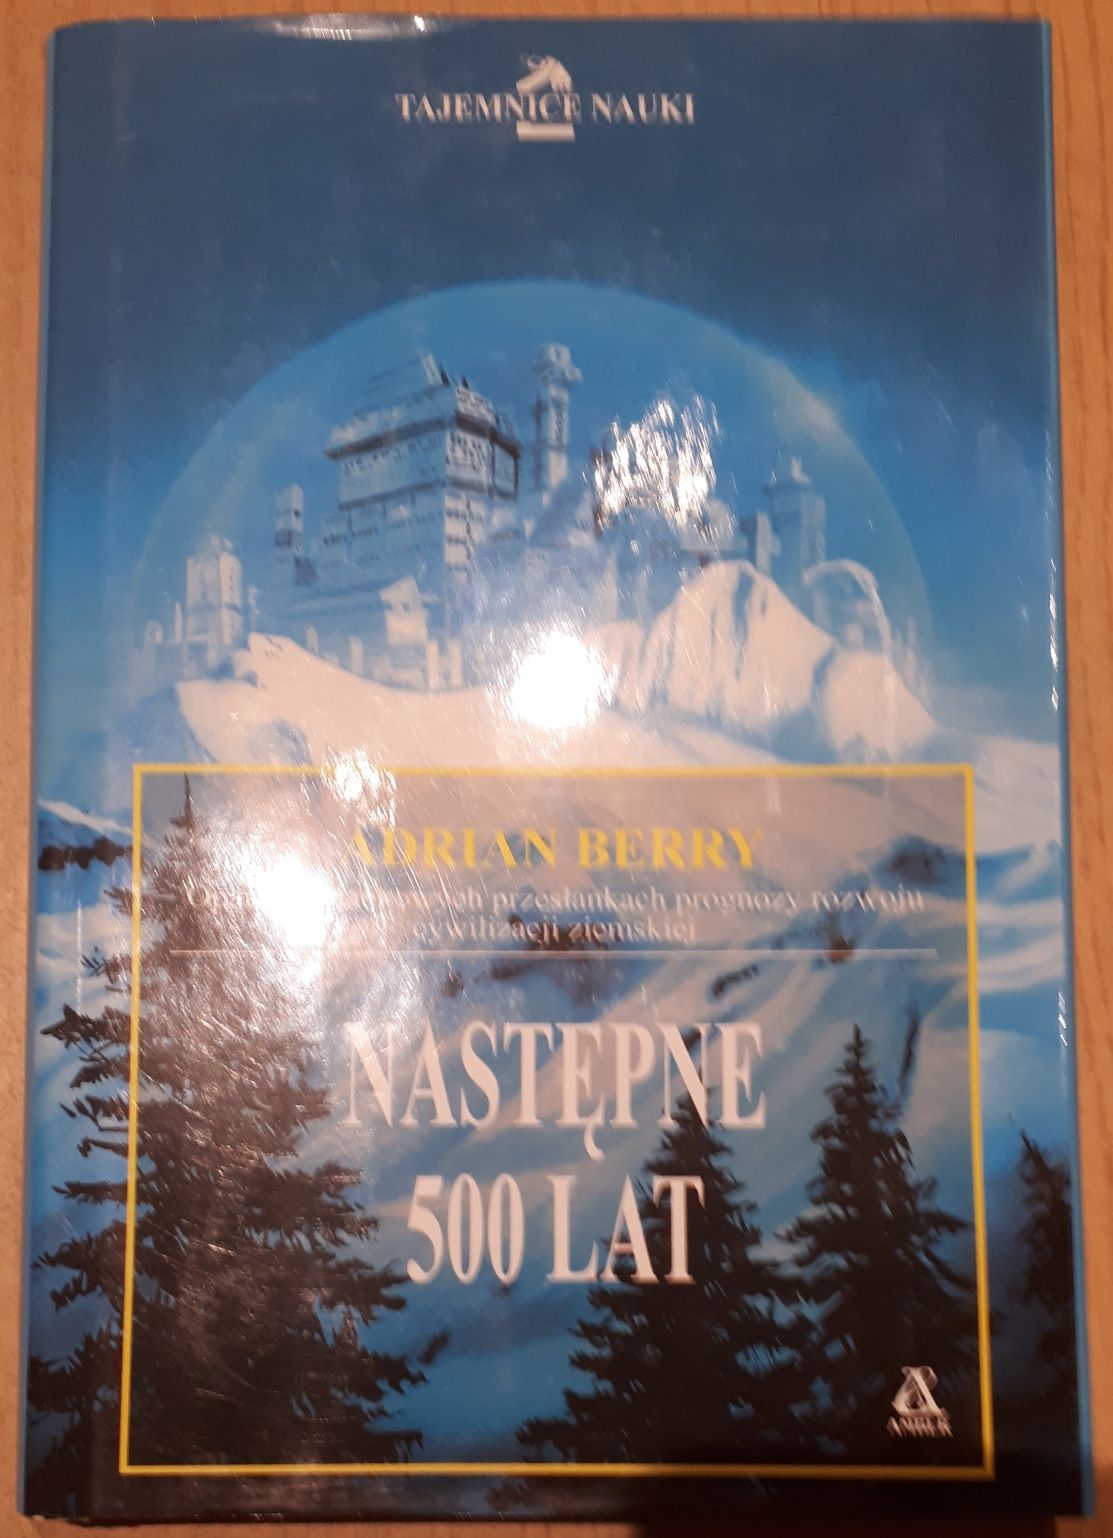 TAJEMNICE NAUKI
ADRIAN BERRY
przesłankach prognozy rozwoju
cywilizacji ziemskiej
NASTĘPNE
500 LAT
AMBER